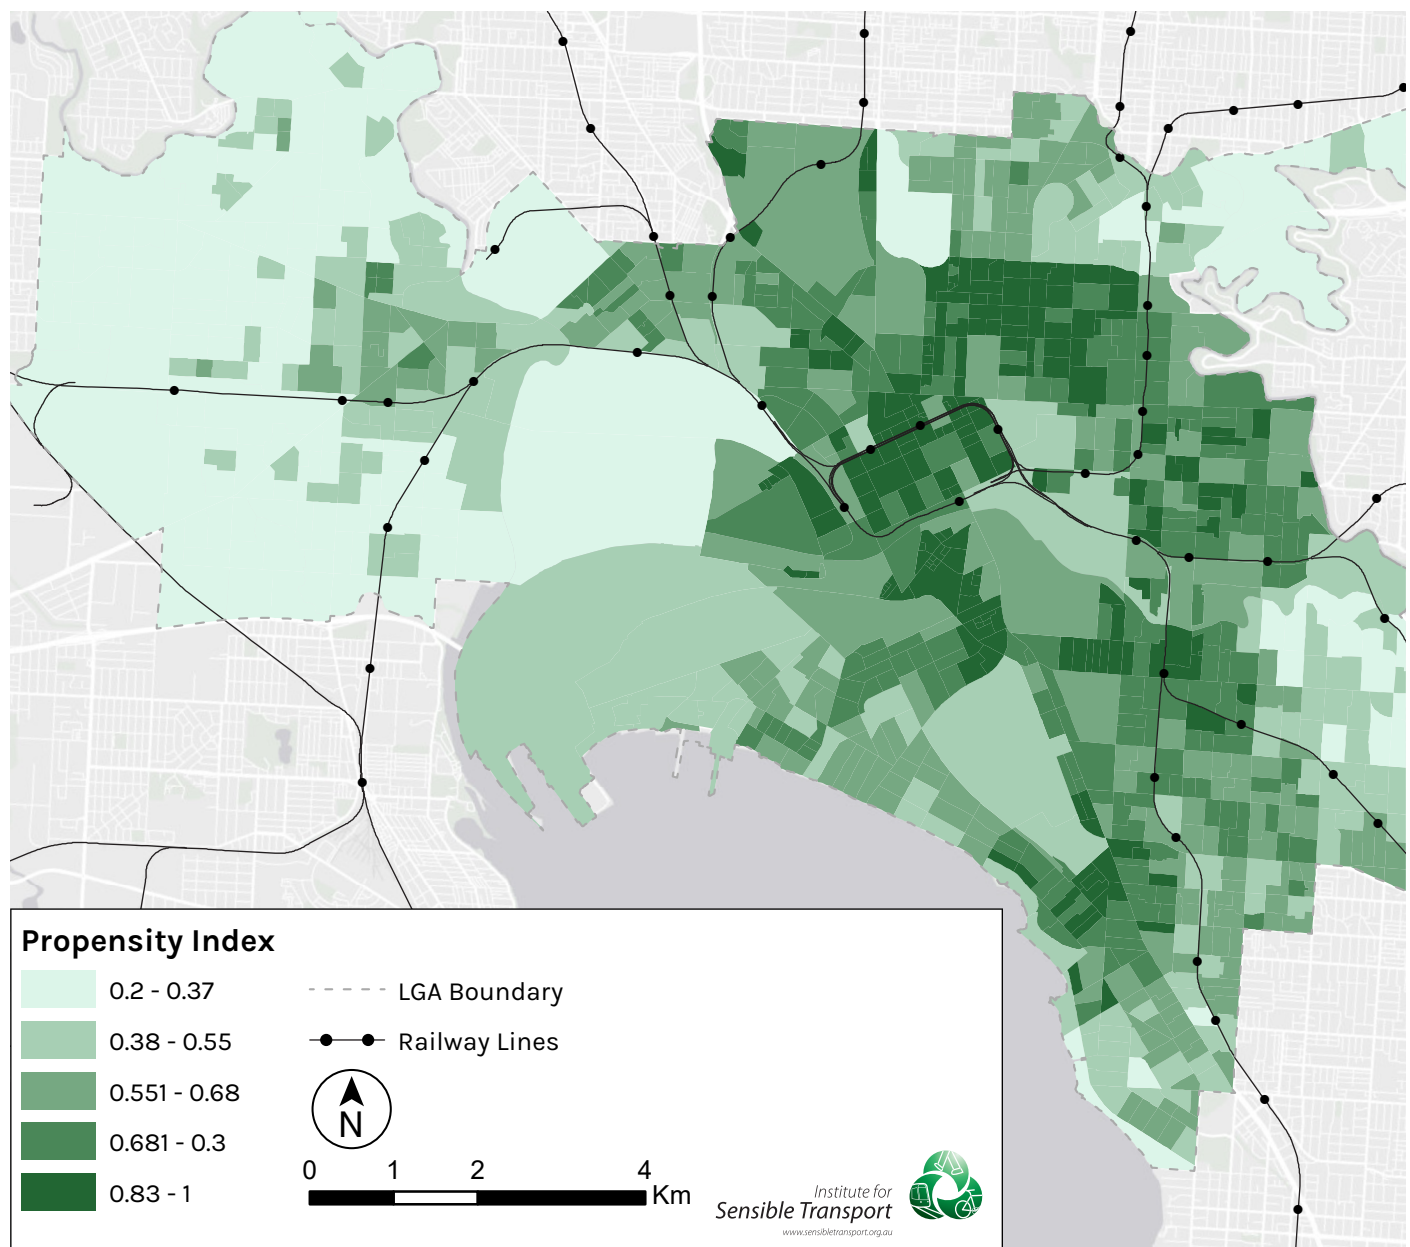 Propensity Index
0.2 - 0.37
0.38 - 0.55
0.551 - 0.68
0.681 - 0.3
0.83 - 1
LGA Boundary
Railway Lines
N
0 1 2 4
Km
Institute for
Sensible Transport
www.sensibletransport.org.au